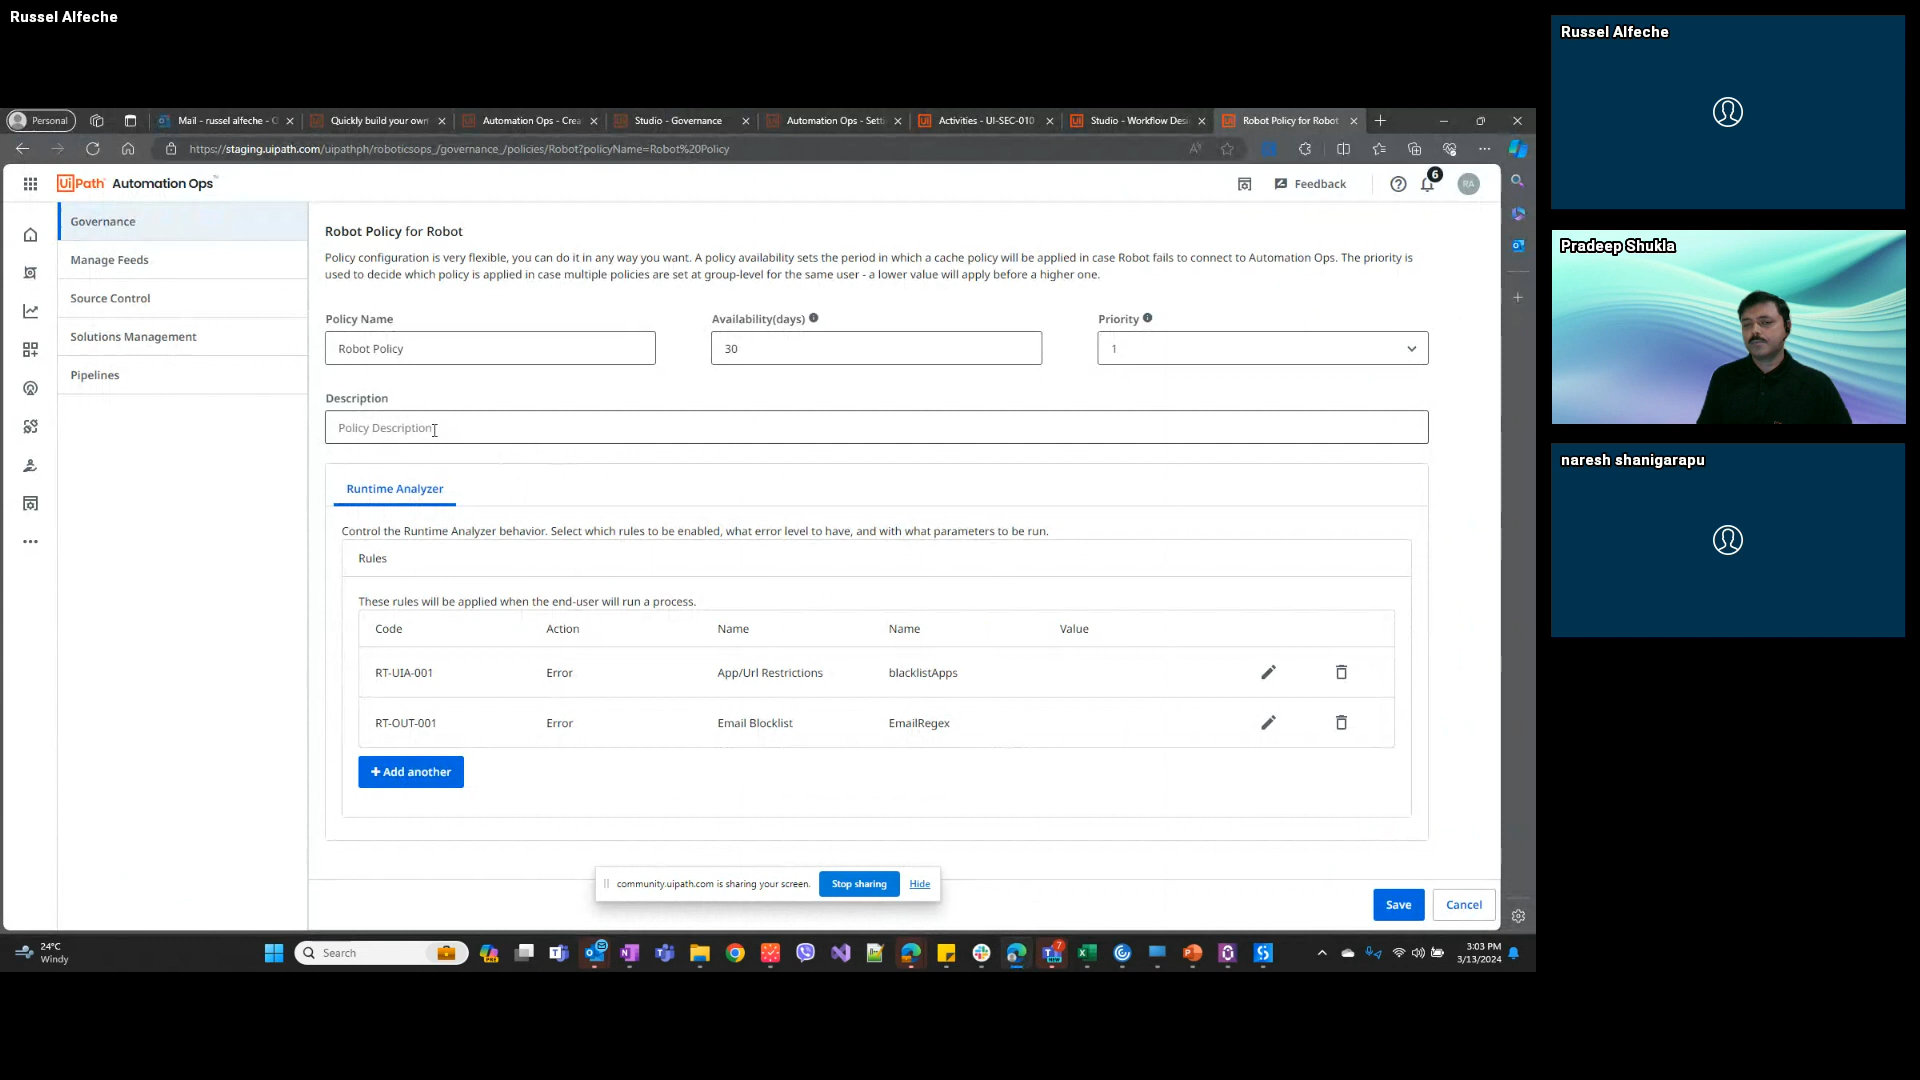 Russel Alfeche
Russel Alfeche
Pradeep Shukla
naresh shanigarapu
Personal
Mail - russel alfeche - O
Quickly build your own
Automation Ops - Crea
Studio - Governance
Automation Ops - Setti
Activities - UI-SEC-010
Studio - Workflow Desi
Robot Policy for Robot
https://staging.uipath.com/uipathph/roboticsops_/governance_/policies/Robot?policyName=Robot%20Policy
UiPath Automation Ops™
Feedback
6
RA
Governance
Manage Feeds
Source Control
Solutions Management
Pipelines
Robot Policy for Robot
Policy configuration is very flexible, you can do it in any way you want. A policy availability sets the period in which a cache policy will be applied in case Robot fails to connect to Automation Ops. The priority is
used to decide which policy is applied in case multiple policies are set at group-level for the same user - a lower value will apply before a higher one.
Policy Name
Availability(days)
Priority
Robot Policy
30
1
Description
Policy Description
Runtime Analyzer
Control the Runtime Analyzer behavior. Select which rules to be enabled, what error level to have, and with what parameters to be run.
Rules
These rules will be applied when the end-user will run a process.
Code Action Name Name Value
RT-UIA-001 Error App/Url Restrictions blacklistApps
RT-OUT-001 Error Email Blocklist EmailRegex
+ Add another
community.uipath.com is sharing your screen.
Stop sharing
Hide
Save
Cancel
24°C
Windy
Search
7
3:03 PM
3/13/2024